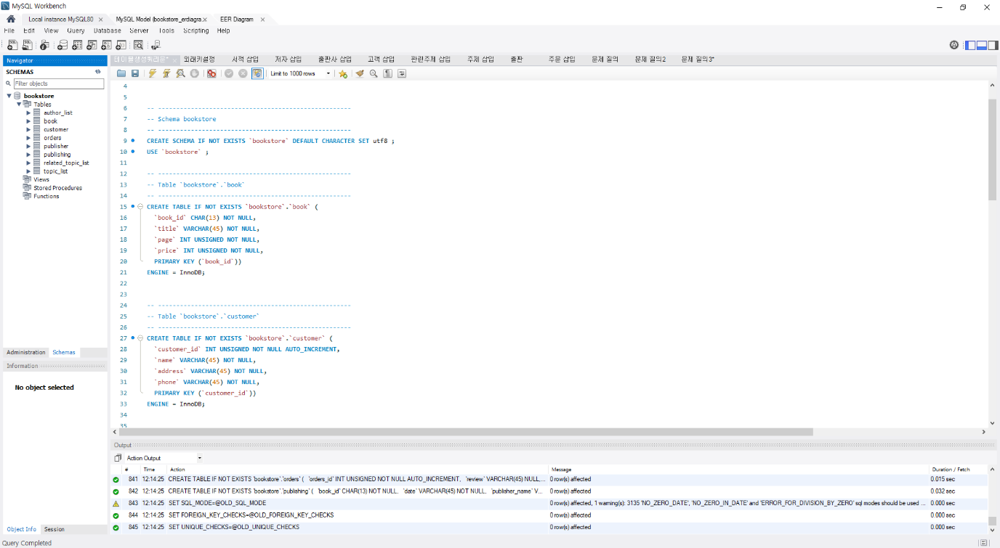 MySQL Workbench
Local instance MySQL80 ×
MySQL Model (bookstore_erdiagra.×
EER Diagram ×
File Edit View Query Database Server Tools Scripting Help
Navigator
SCHEMAS
Filter objects
bookstore
Tables
author_list
book
customer
orders
publisher
publishing
related_topic_list
topic_list
Views
Stored Procedures
Functions
Administration Schemas
Information
No object selected
Object Info Session
테이블생성쿼리문* × 외래키설정 서적 삽입 저자 삽입 출판사 삽입 고객 삽입 관련주제 삽입 주제 삽입 출판 주문 삽입 문제 질의 문제 질의2 문제 질의3*
Limit to 1000 rows
4
5
6 -- -----------------------------------------------------
7 -- Schema bookstore
8 -- -----------------------------------------------------
9 CREATE SCHEMA IF NOT EXISTS `bookstore` DEFAULT CHARACTER SET utf8 ;
10 USE `bookstore` ;
11
12 -- -----------------------------------------------------
13 -- Table `bookstore`.`book`
14 -- -----------------------------------------------------
15 CREATE TABLE IF NOT EXISTS `bookstore`.`book` (
16 `book_id` CHAR(13) NOT NULL,
17 `title` VARCHAR(45) NOT NULL,
18 `page` INT UNSIGNED NOT NULL,
19 `price` INT UNSIGNED NOT NULL,
20 PRIMARY KEY (`book_id`))
21 ENGINE = InnoDB;
22
23
24 -- -----------------------------------------------------
25 -- Table `bookstore`.`customer`
26 -- -----------------------------------------------------
27 CREATE TABLE IF NOT EXISTS `bookstore`.`customer` (
28 `customer_id` INT UNSIGNED NOT NULL AUTO_INCREMENT,
29 `name` VARCHAR(45) NOT NULL,
30 `address` VARCHAR(45) NOT NULL,
31 `phone` VARCHAR(45) NOT NULL,
32 PRIMARY KEY (`customer_id`))
33 ENGINE = InnoDB;
34
35
Output
Action Output
# Time Action Message Duration / Fetch
841 12:14:25 CREATE TABLE IF NOT EXISTS `bookstore`.`orders` ( `orders_id` INT UNSIGNED NOT NULL AUTO_INCREMENT, `review` VARCHAR(45) NULL,... 0 row(s) affected 0.015 sec
842 12:14:25 CREATE TABLE IF NOT EXISTS `bookstore`.`publishing` ( `book_id` CHAR(13) NOT NULL, `date` VARCHAR(45) NOT NULL, `publisher_name` V... 0 row(s) affected 0.032 sec
843 12:14:25 SET SQL_MODE=@OLD_SQL_MODE 0 row(s) affected, 1 warning(s): 3135 'NO_ZERO_DATE', 'NO_ZERO_IN_DATE' and 'ERROR_FOR_DIVISION_BY_ZERO' sql modes should be used ... 0.000 sec
844 12:14:25 SET FOREIGN_KEY_CHECKS=@OLD_FOREIGN_KEY_CHECKS 0 row(s) affected 0.000 sec
845 12:14:25 SET UNIQUE_CHECKS=@OLD_UNIQUE_CHECKS 0 row(s) affected 0.000 sec
Query Completed